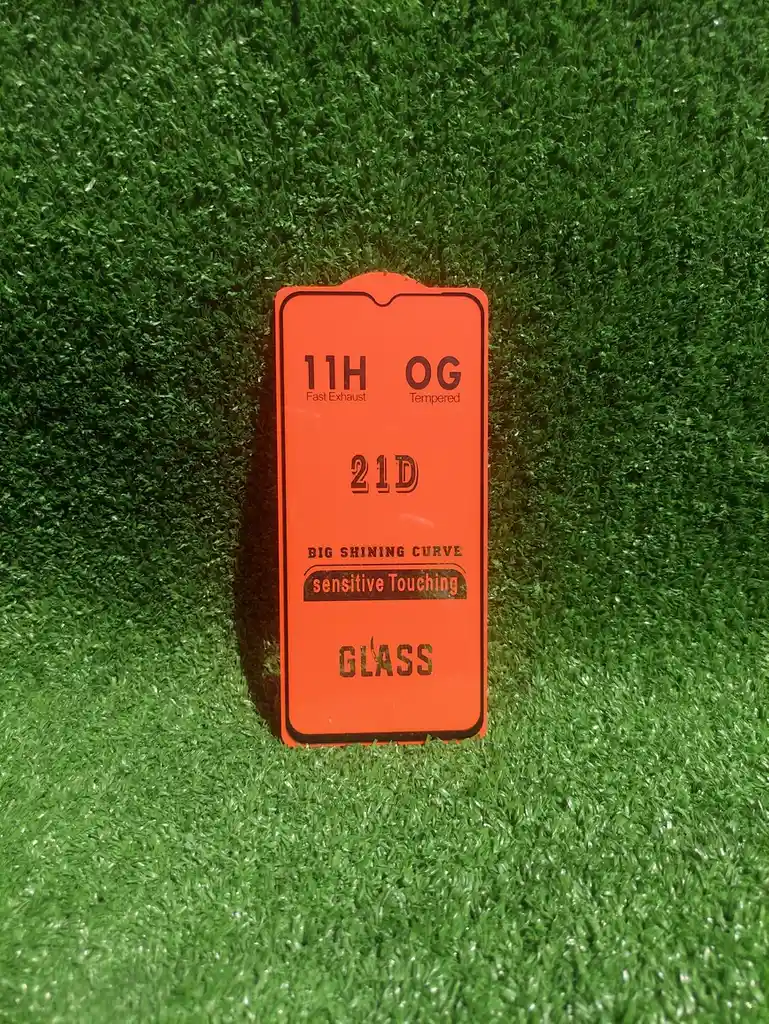 11H OG
Fast Exhaust Tempered
21D
BIG SHINING CURVE
sensitive Touching
GLASS